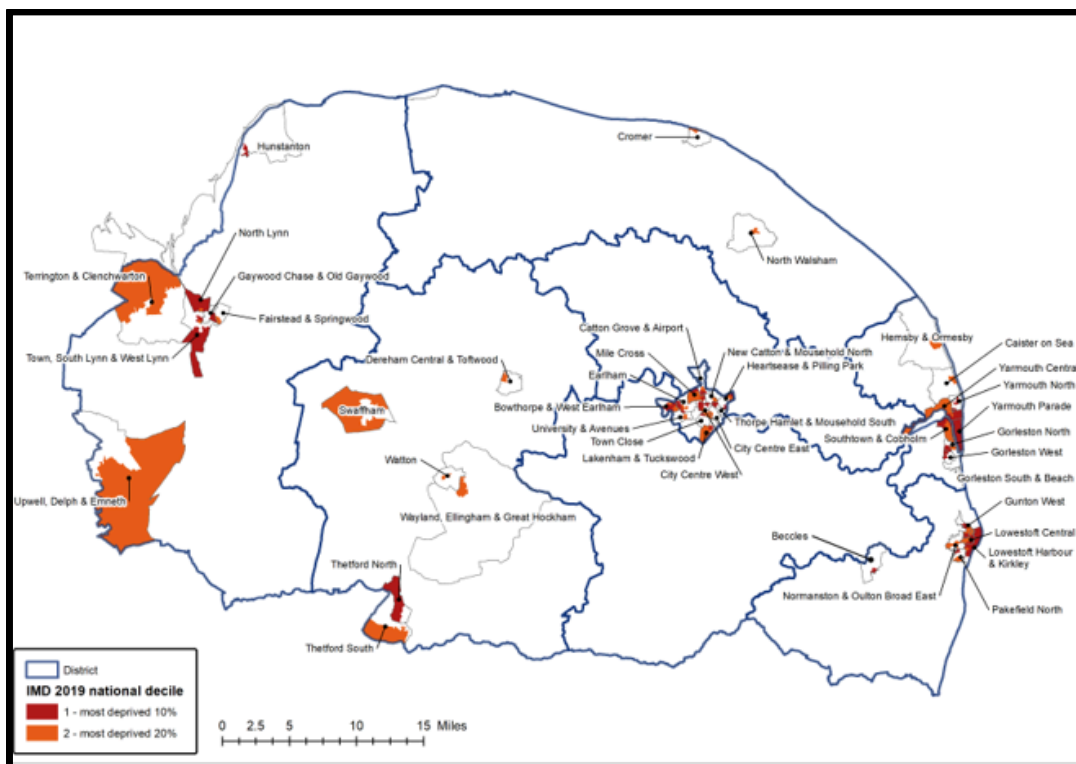 Cromer
Hunstanton
North Lynn
North Walsham
Terrington & Clenchwarton
Gaywood Chase & Old Gaywood
Fairstead & Springwood
Catton Grove & Airport
Hemsby & Ormesby
Caister on Sea
Town, South Lynn & West Lynn
Dereham Central & Toftwood
Mile Cross
New Catton & Mousehold North
Earlham
Heartsease & Pilling Park
Yarmouth Central
Yarmouth North
Swaffham
Bowthorpe & West Earlham
Yarmouth Parade
University & Avenues
Thorpe Hamlet & Mousehold South
Southtown & Cobholm
Gorleston North
Town Close
City Centre East
Gorleston West
Watton
Lakenham & Tuckswood
City Centre West
Gorleston South & Beach
Upwell, Delph & Emneth
Gunton West
Wayland, Ellingham & Great Hockham
Beccles
Lowestoft Central
Lowestoft Harbour
& Kirkley
Thetford North
Normanston & Oulton Broad East
Pakefield North
Thetford South
District
IMD 2019 national decile
1 - most deprived 10%
2 - most deprived 20%
0 2.5 5 10 15 Miles